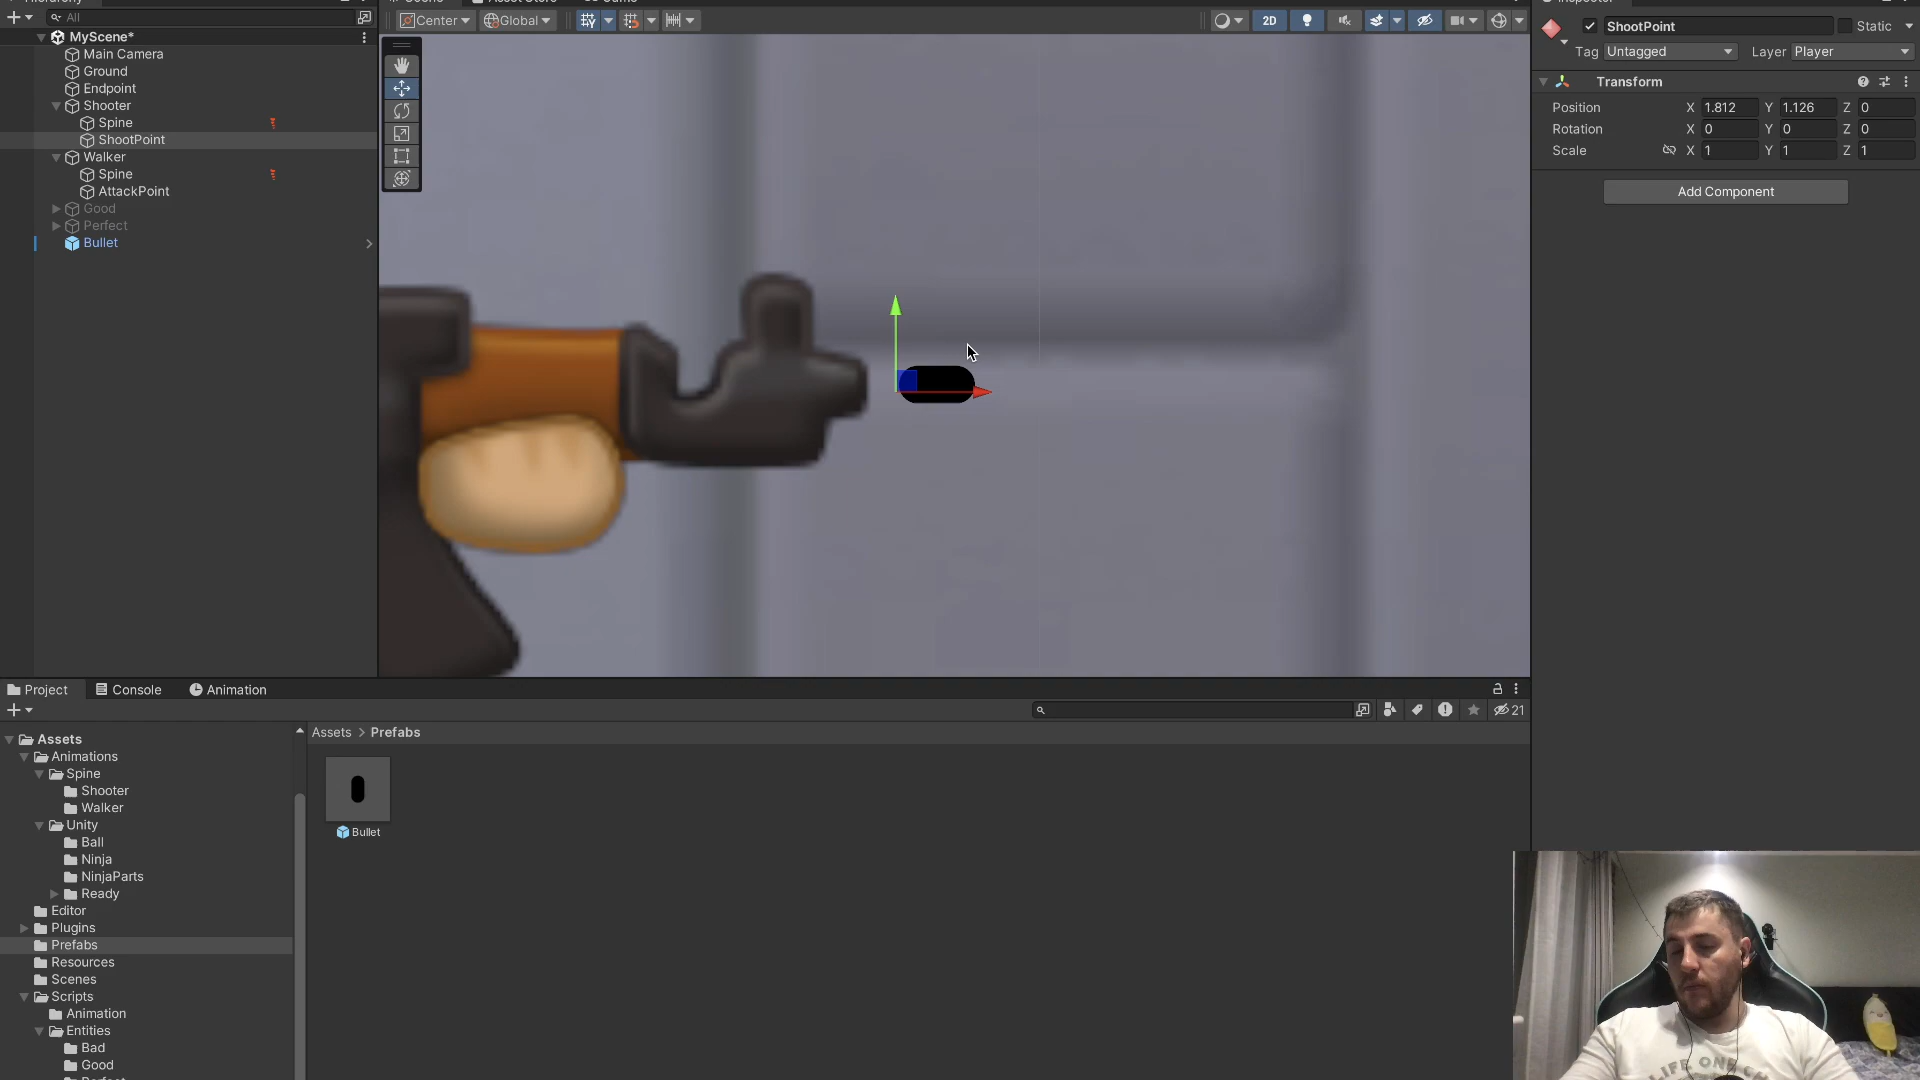 All
Center
Global
2D
ShootPoint
Static
Tag Untagged Layer Player
MyScene*
Main Camera
Ground
Endpoint
Shooter
Spine
ShootPoint
Walker
Spine
AttackPoint
Good
Perfect
Bullet
Transform
Position X 1.812 Y 1.126 Z 0
Rotation X 0 Y 0 Z 0
Scale X 1 Y 1 Z 1
Add Component
Project Console Animation
21
Assets
Animations
Spine
Shooter
Walker
Unity
Ball
Ninja
NinjaParts
Ready
Editor
Plugins
Prefabs
Resources
Scenes
Scripts
Animation
Entities
Bad
Good
Assets > Prefabs
Bullet
LIFE ONE CH